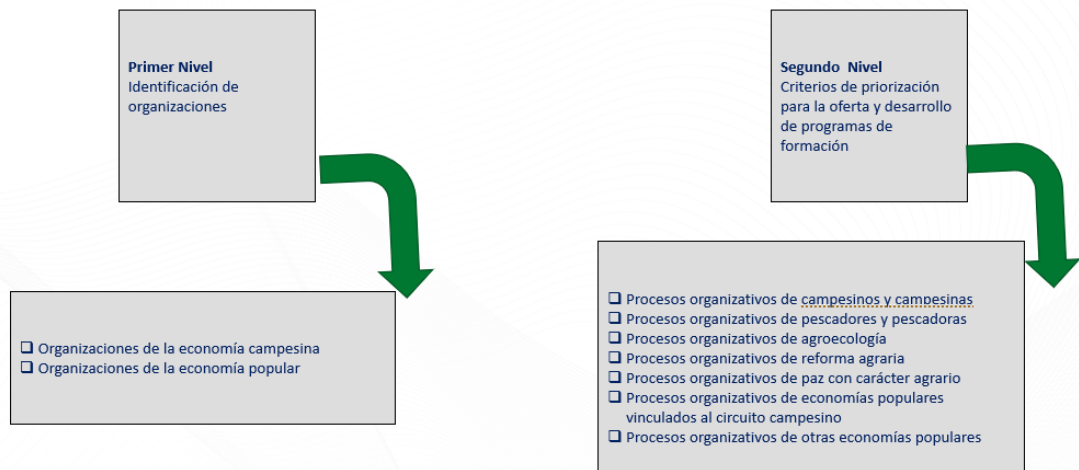 Primer Nivel
Identificación de
organizaciones
❑ Organizaciones de la economía campesina
❑ Organizaciones de la economía popular
Segundo Nivel
Criterios de priorización
para la oferta y desarrollo
de programas de
formación
❑ Procesos organizativos de campesinos y campesinas
❑ Procesos organizativos de pescadores y pescadoras
❑ Procesos organizativos de agroecología
❑ Procesos organizativos de reforma agraria
❑ Procesos organizativos de paz con carácter agrario
❑ Procesos organizativos de economías populares
vinculados al circuito campesino
❑ Procesos organizativos de otras economías populares